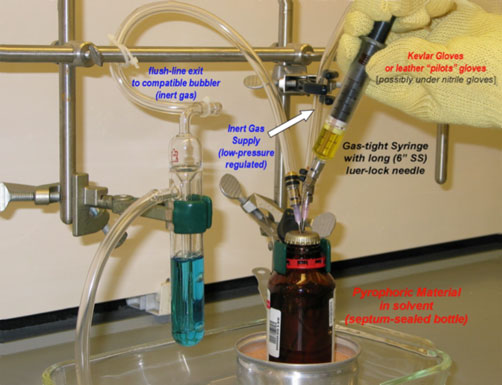 flush-line exit
to compatible bubbler
(inert gas)
Kevlar Gloves
or leather "pilots" gloves
[possibly under nitrile gloves]
Inert Gas
Supply
(low-pressure
regulated)
Gas-tight Syringe
with long (6" SS)
luer-lock needle
Pyrophoric Material
in solvent
(septum-sealed bottle)